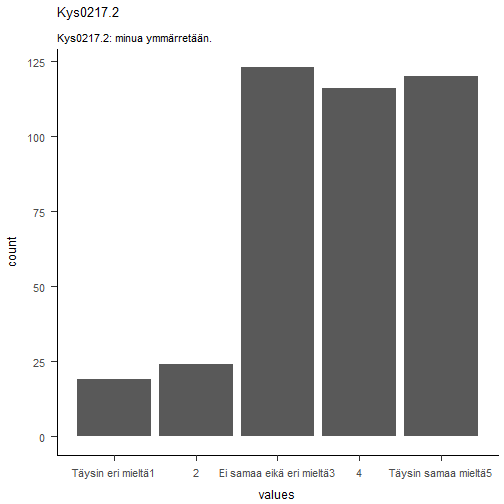 Kys0217.2
Kys0217.2: minua ymmärretään.
125
100
75
50
25
0
count
Täysin eri mieltä1
2
Ei samaa eikä eri mieltä3
4
Täysin samaa mieltä5
values